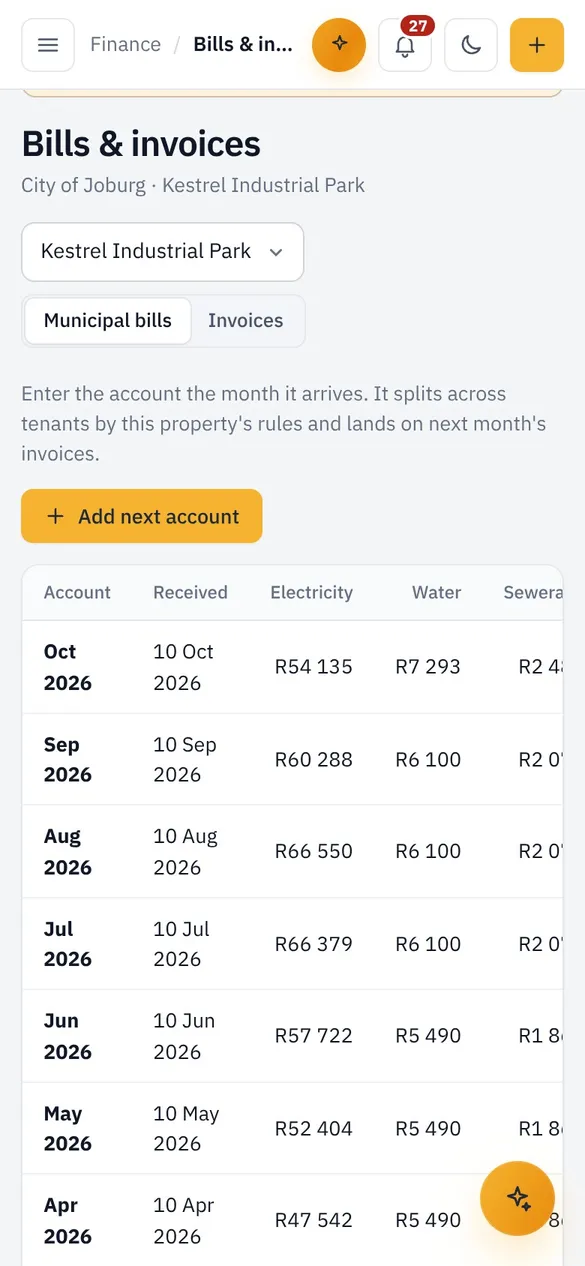 Finance / Bills & in...
27
Bills & invoices
City of Joburg · Kestrel Industrial Park
Kestrel Industrial Park
Municipal bills Invoices
Enter the account the month it arrives. It splits across
tenants by this property's rules and lands on next month's
invoices.
+ Add next account
Account Received Electricity Water
Oct 2026 10 Oct 2026 R54 135 R7 293
Sep 2026 10 Sep 2026 R60 288 R6 100
Aug 2026 10 Aug 2026 R66 550 R6 100
Jul 2026 10 Jul 2026 R66 379 R6 100
Jun 2026 10 Jun 2026 R57 722 R5 490
May 2026 10 May 2026 R52 404 R5 490
Apr 2026 10 Apr 2026 R47 542 R5 490